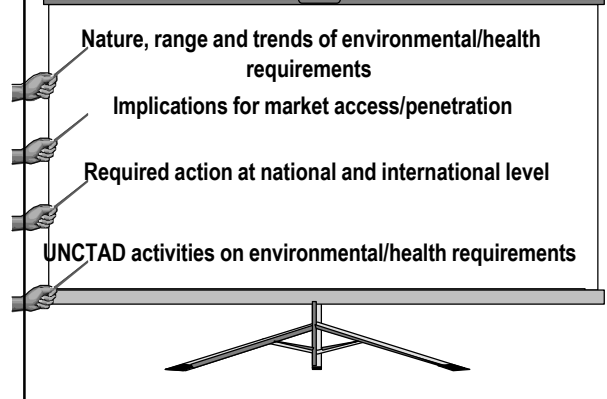 Nature, range and trends of environmental/health
requirements
Implications for market access/penetration
Required action at national and international level
UNCTAD activities on environmental/health requirements